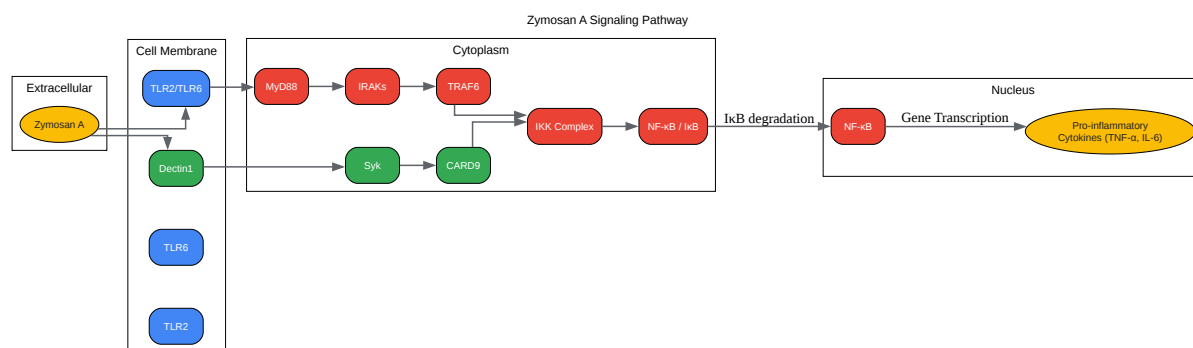 Zymosan A Signaling Pathway
Extracellular
Zymosan A
Cell Membrane
TLR2/TLR6
Dectin1
TLR6
TLR2
Cytoplasm
MyD88
IRAKs
TRAF6
Syk
CARD9
IKK Complex
NF-κB / IκB
IκB degradation
Nucleus
NF-κB
Gene Transcription
Pro-inflammatory
Cytokines (TNF-α, IL-6)